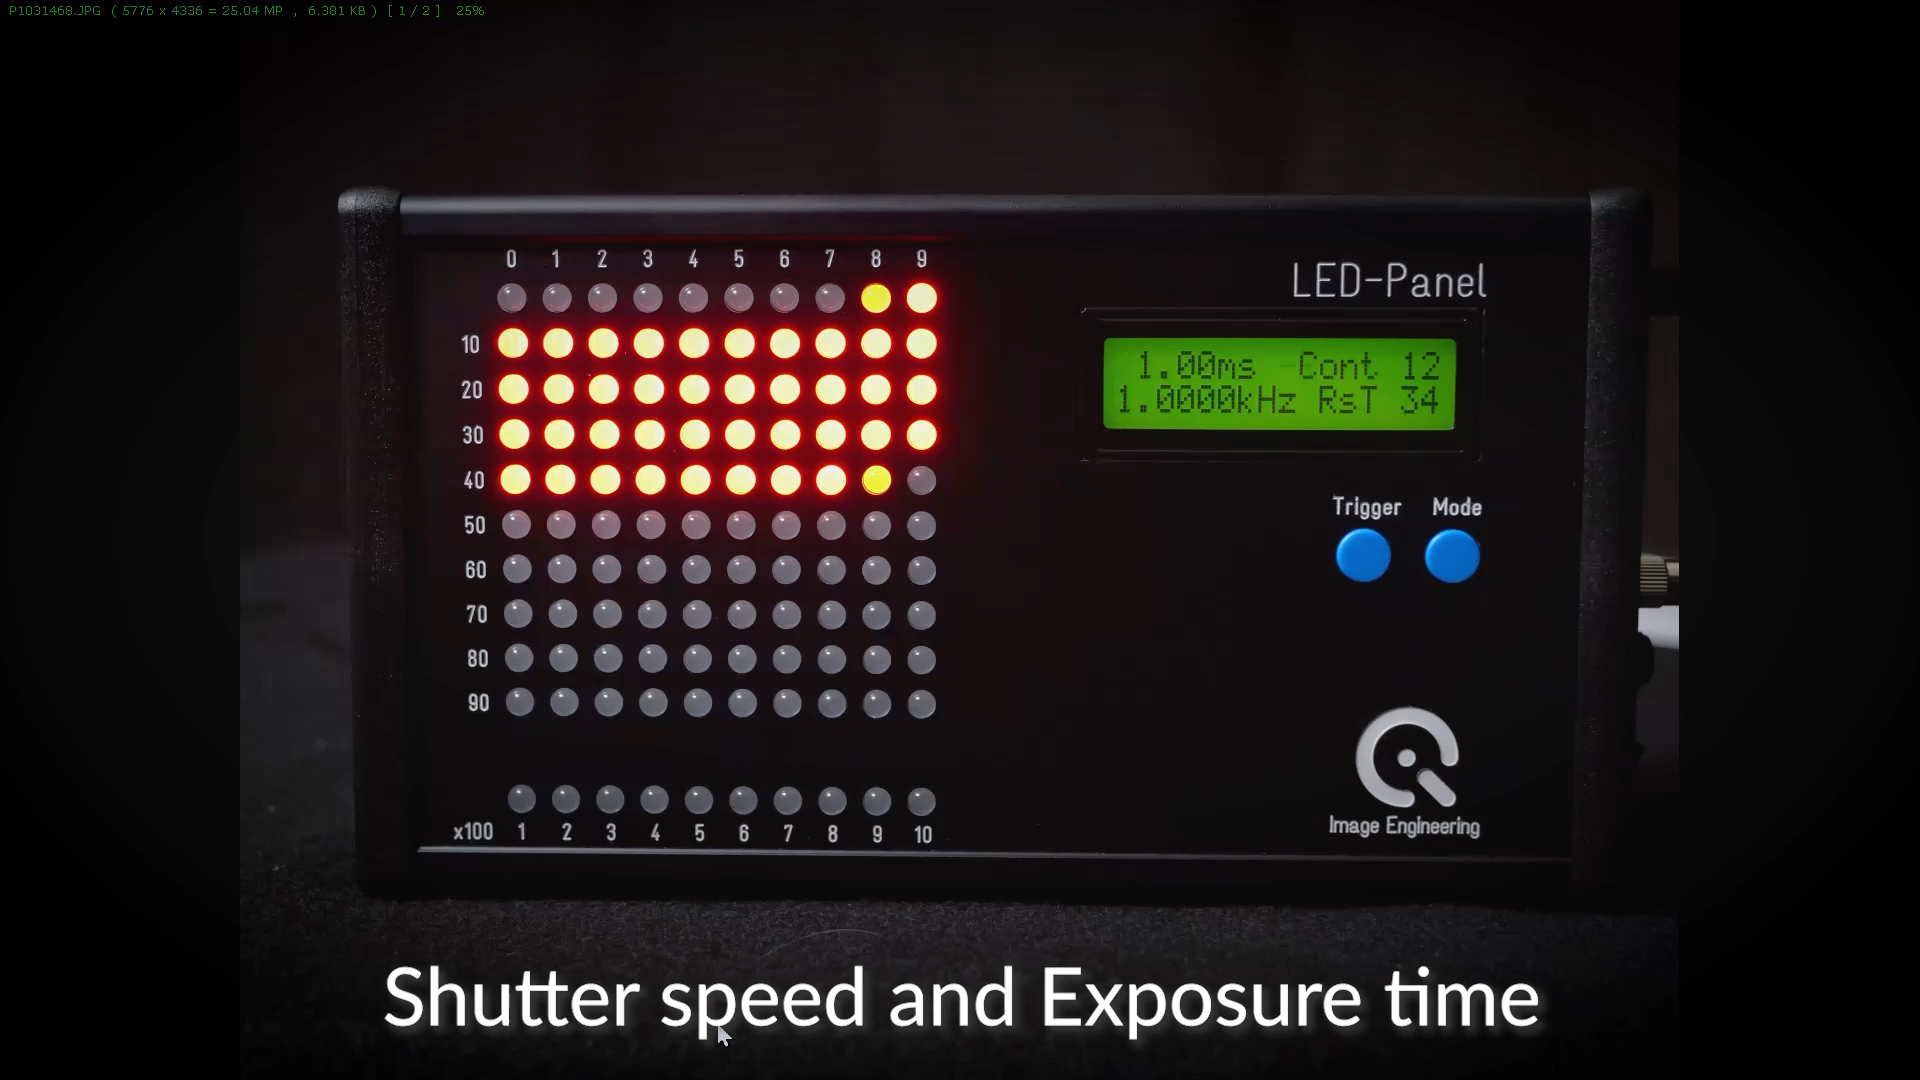 P1031468.JPG ( 5776 x 4336 = 25.04 MP , 6.381 KB ) [ 1 / 2 ] 25%
0 1 2 3 4 5 6 7 8 9
10
20
30
40
50
60
70
80
90
x100 1 2 3 4 5 6 7 8 9 10
LED-Panel
1.00ms Cont 12
1.0000kHz RsT 34
Trigger Mode
Image Engineering
Shutter speed and Exposure time